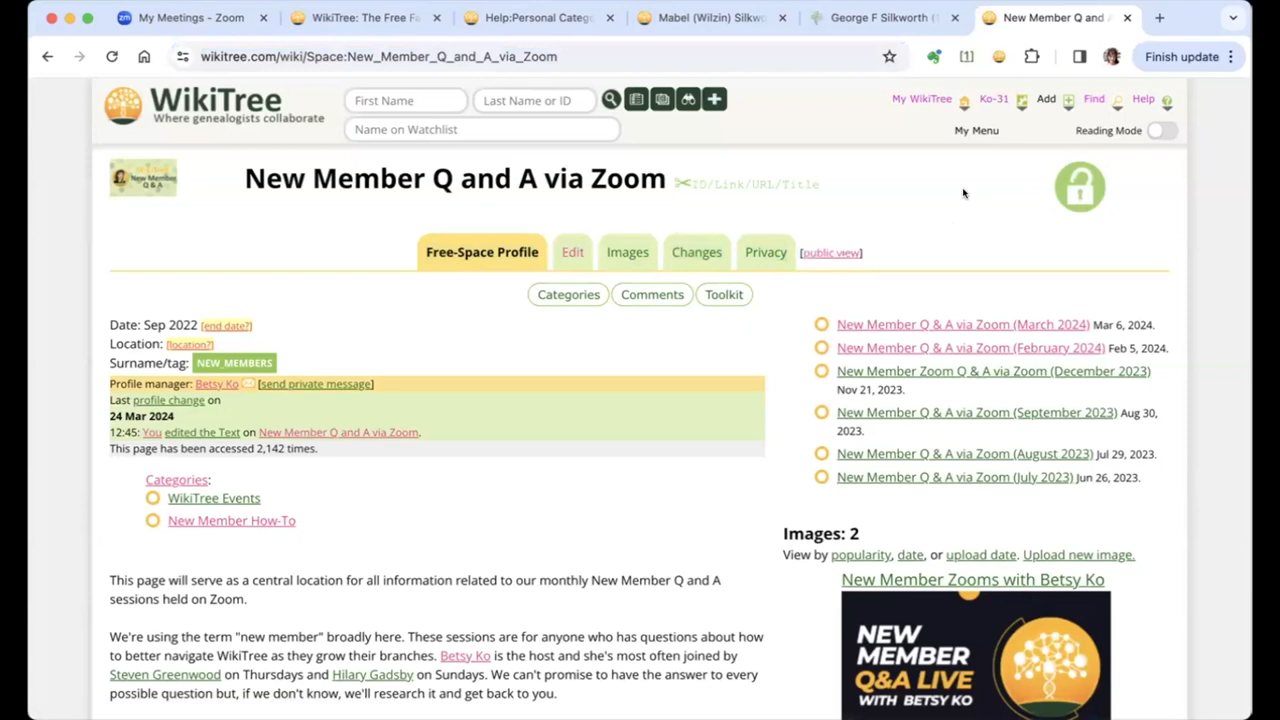 My Meetings - Zoom
WikiTree: The Free F
Help:Personal Categ
Mabel (Wilzin) Silkwo
George F Silkworth (
New Member Q and A
wikitree.com/wiki/Space:New_Member_Q_and_A_via_Zoom
[1]
Finish update
WikiTree
Where genealogists collaborate
First Name
Last Name or ID
My WikiTree
Ko-31
Add
Find
Help
Name on Watchlist
My Menu
Reading Mode
New Member Q & A
New Member Q and A via Zoom
ID/Link/URL/Title
Free-Space Profile
Edit
Images
Changes
Privacy
[public view]
Categories
Comments
Toolkit
Date: Sep 2022 [end date?]
Location: [location?]
Surname/tag: NEW_MEMBERS
Profile manager: Betsy Ko [send private message]
Last profile change on
24 Mar 2024
12:45: You edited the Text on New Member Q and A via Zoom.
This page has been accessed 2,142 times.
Categories:
WikiTree Events
New Member How-To
This page will serve as a central location for all information related to our monthly New Member Q and A
sessions held on Zoom.
We're using the term "new member" broadly here. These sessions are for anyone who has questions about how
to better navigate WikiTree as they grow their branches. Betsy Ko is the host and she's most often joined by
Steven Greenwood on Thursdays and Hilary Gadsby on Sundays. We can't promise to have the answer to every
possible question but, if we don't know, we'll research it and get back to you.
New Member Q & A via Zoom (March 2024) Mar 6, 2024.
New Member Q & A via Zoom (February 2024) Feb 5, 2024.
New Member Zoom Q & A via Zoom (December 2023)
Nov 21, 2023.
New Member Q & A via Zoom (September 2023) Aug 30,
2023.
New Member Q & A via Zoom (August 2023) Jul 29, 2023.
New Member Q & A via Zoom (July 2023) Jun 26, 2023.
Images: 2
View by popularity, date, or upload date. Upload new image.
New Member Zooms with Betsy Ko
NEW
MEMBER
Q&A LIVE
WITH BETSY KO